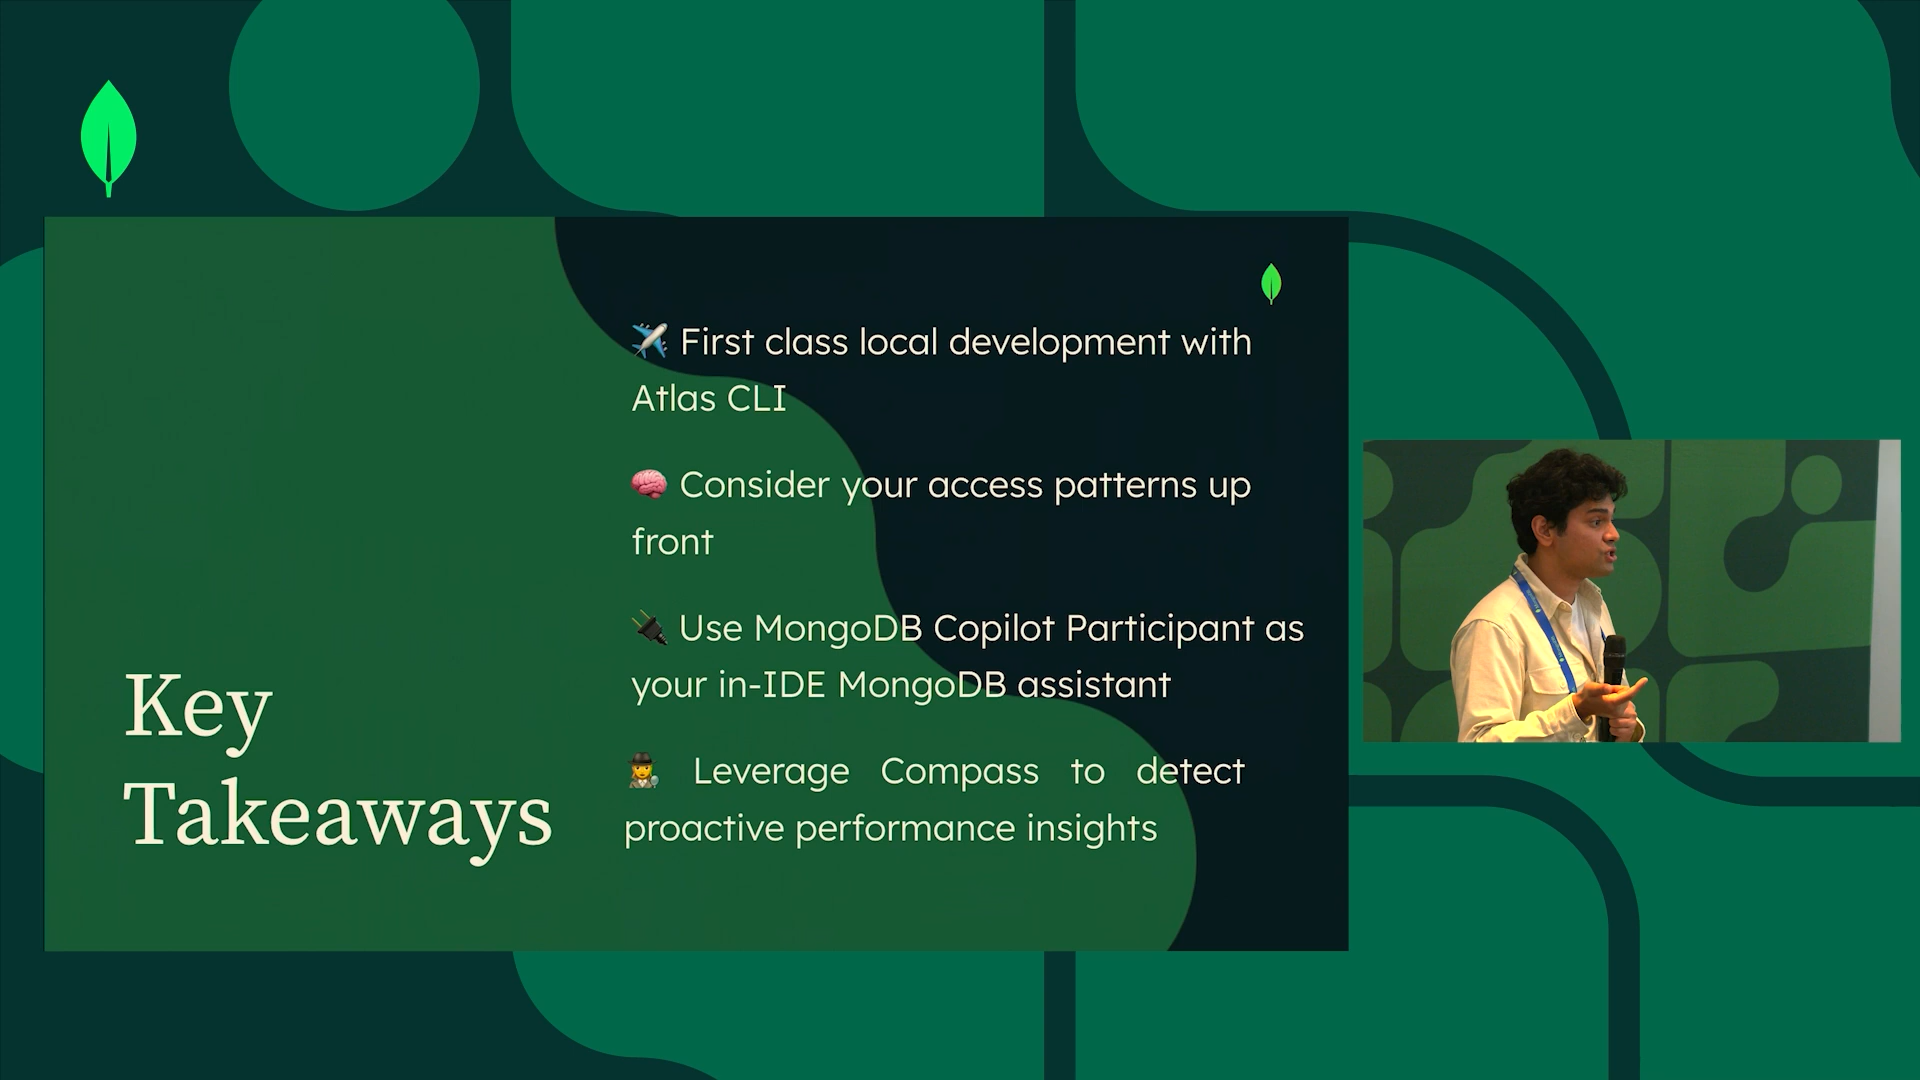 Key
Takeaways
✈️ First class local development with
Atlas CLI
🧠 Consider your access patterns up
front
🔌 Use MongoDB Copilot Participant as
your in-IDE MongoDB assistant
🕵️‍♀️ Leverage Compass to detect
proactive performance insights